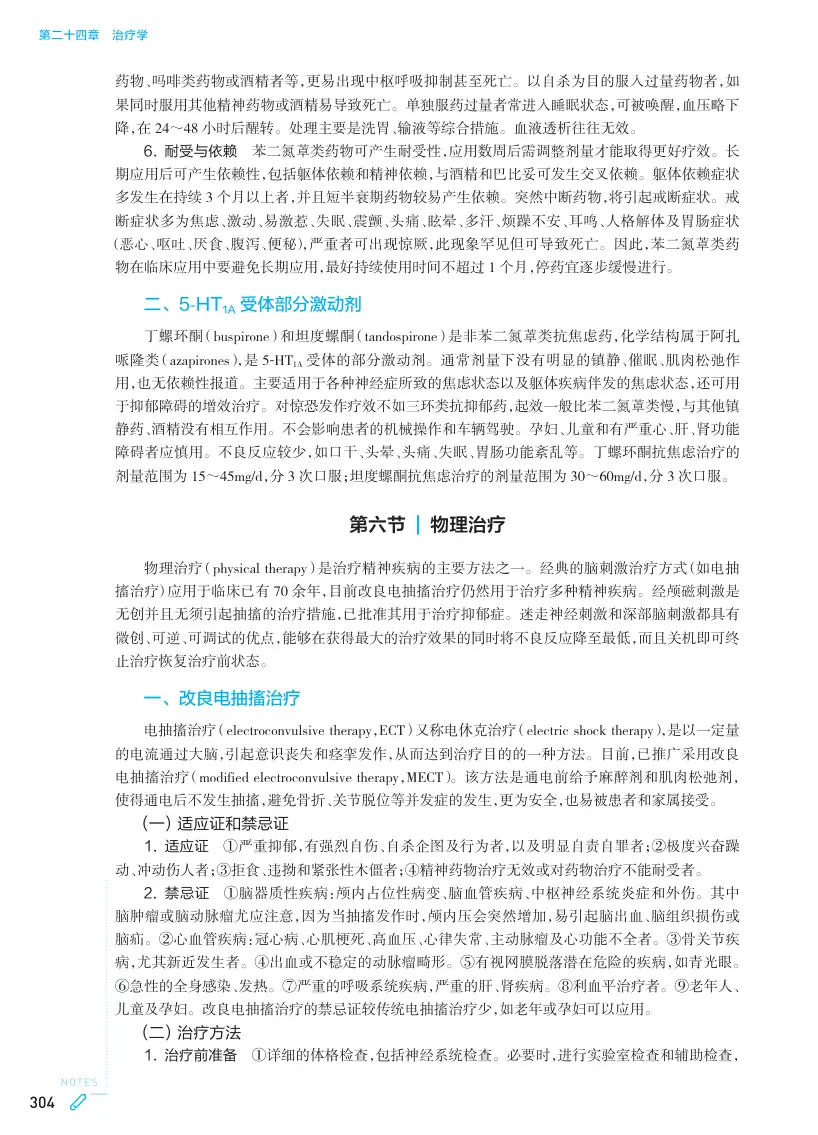 第二十四章 治疗学
药物、吗啡类药物或酒精者等，更易出现中枢呼吸抑制甚至死亡。以自杀为目的服入过量药物者，如
果同时服用其他精神药物或酒精易导致死亡。单独服药过量者常进入睡眠状态，可被唤醒，血压略下
降，在 24～48 小时后醒转。处理主要是洗胃、输液等综合措施。血液透析往往无效。
6. 耐受与依赖 苯二氮䓬类药物可产生耐受性，应用数周后需调整剂量才能取得更好疗效。长
期应用后可产生依赖性，包括躯体依赖和精神依赖，与酒精和巴比妥可发生交叉依赖。躯体依赖症状
多发生在持续 3 个月以上者，并且短半衰期药物较易产生依赖。突然中断药物，将引起戒断症状。戒
断症状多为焦虑、激动、易激惹、失眠、震颤、头痛、眩晕、多汗、烦躁不安、耳鸣、人格解体及胃肠症状
（恶心、呕吐、厌食、腹泻、便秘），严重者可出现惊厥，此现象罕见但可导致死亡。因此，苯二氮䓬类药
物在临床应用中要避免长期应用，最好持续使用时间不超过 1 个月，停药宜逐步缓慢进行。
二、5-HT1A 受体部分激动剂
丁螺环酮（buspirone）和坦度螺酮（tandospirone）是非苯二氮䓬类抗焦虑药，化学结构属于阿扎
哌隆类（azapirones），是 5-HT1A 受体的部分激动剂。通常剂量下没有明显的镇静、催眠、肌肉松弛作
用，也无依赖性报道。主要适用于各种神经症所致的焦虑状态以及躯体疾病伴发的焦虑状态，还可用
于抑郁障碍的增效治疗。对惊恐发作疗效不如三环类抗抑郁药，起效一般比苯二氮䓬类慢，与其他镇
静药、酒精没有相互作用。不会影响患者的机械操作和车辆驾驶。孕妇、儿童和有严重心、肝、肾功能
障碍者应慎用。不良反应较少，如口干、头晕、头痛、失眠、胃肠功能紊乱等。丁螺环酮抗焦虑治疗的
剂量范围为 15～45mg/d，分 3 次口服；坦度螺酮抗焦虑治疗的剂量范围为 30～60mg/d，分 3 次口服。
第六节 | 物理治疗
物理治疗（physical therapy）是治疗精神疾病的主要方法之一。经典的脑刺激治疗方式（如电抽
搐治疗）应用于临床已有 70 余年，目前改良电抽搐治疗仍然用于治疗多种精神疾病。经颅磁刺激是
无创并且无须引起抽搐的治疗措施，已批准其用于治疗抑郁症。迷走神经刺激和深部脑刺激都具有
微创、可逆、可调试的优点，能够在获得最大的治疗效果的同时将不良反应降至最低，而且关机即可终
止治疗恢复治疗前状态。
一、改良电抽搐治疗
电抽搐治疗（electroconvulsive therapy，ECT）又称电休克治疗（electric shock therapy），是以一定量
的电流通过大脑，引起意识丧失和痉挛发作，从而达到治疗目的的一种方法。目前，已推广采用改良
电抽搐治疗（modified electroconvulsive therapy，MECT）。该方法是通电前给予麻醉剂和肌肉松弛剂，
使得通电后不发生抽搐，避免骨折、关节脱位等并发症的发生，更为安全，也易被患者和家属接受。
（一）适应证和禁忌证
1. 适应证 ①严重抑郁，有强烈自伤、自杀企图及行为者，以及明显自责自罪者；②极度兴奋躁
动、冲动伤人者；③拒食、违拗和紧张性木僵者；④精神药物治疗无效或对药物治疗不能耐受者。
2. 禁忌证 ①脑器质性疾病：颅内占位性病变、脑血管疾病、中枢神经系统炎症和外伤。其中
脑肿瘤或脑动脉瘤尤应注意，因为当抽搐发作时，颅内压会突然增加，易引起脑出血、脑组织损伤或
脑疝。②心血管疾病：冠心病、心肌梗死、高血压、心律失常、主动脉瘤及心功能不全者。③骨关节疾
病，尤其新近发生者。④出血或不稳定的动脉瘤畸形。⑤有视网膜脱落潜在危险的疾病，如青光眼。
⑥急性的全身感染、发热。⑦严重的呼吸系统疾病，严重的肝、肾疾病。⑧利血平治疗者。⑨老年人、
儿童及孕妇。改良电抽搐治疗的禁忌证较传统电抽搐治疗少，如老年或孕妇可以应用。
（二）治疗方法
1. 治疗前准备 ①详细的体格检查，包括神经系统检查。必要时，进行实验室检查和辅助检查，
NOTES
304